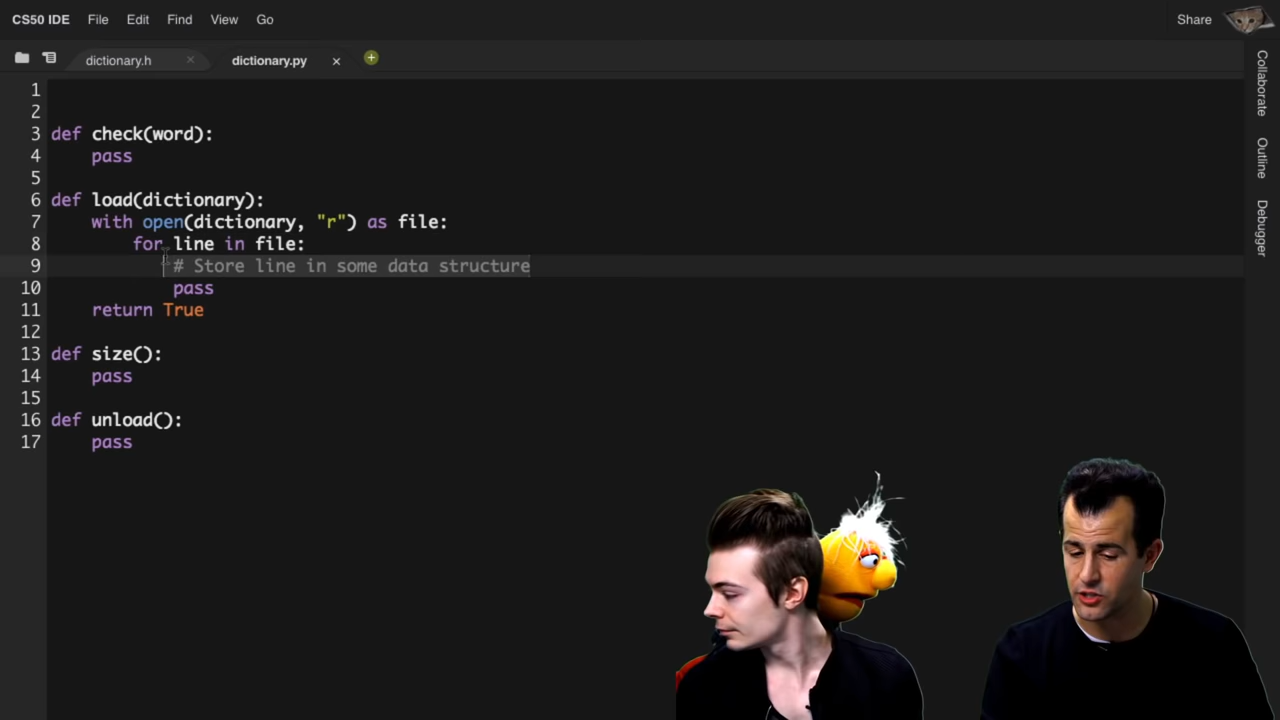 CS50 IDE File Edit Find View Go Share
dictionary.h × dictionary.py ×
Collaborate
Outline
Debugger
1
2
3 def check(word):
4     pass
5
6 def load(dictionary):
7     with open(dictionary, "r") as file:
8         for line in file:
9             # Store line in some data structure
10             pass
11     return True
12
13 def size():
14     pass
15
16 def unload():
17     pass